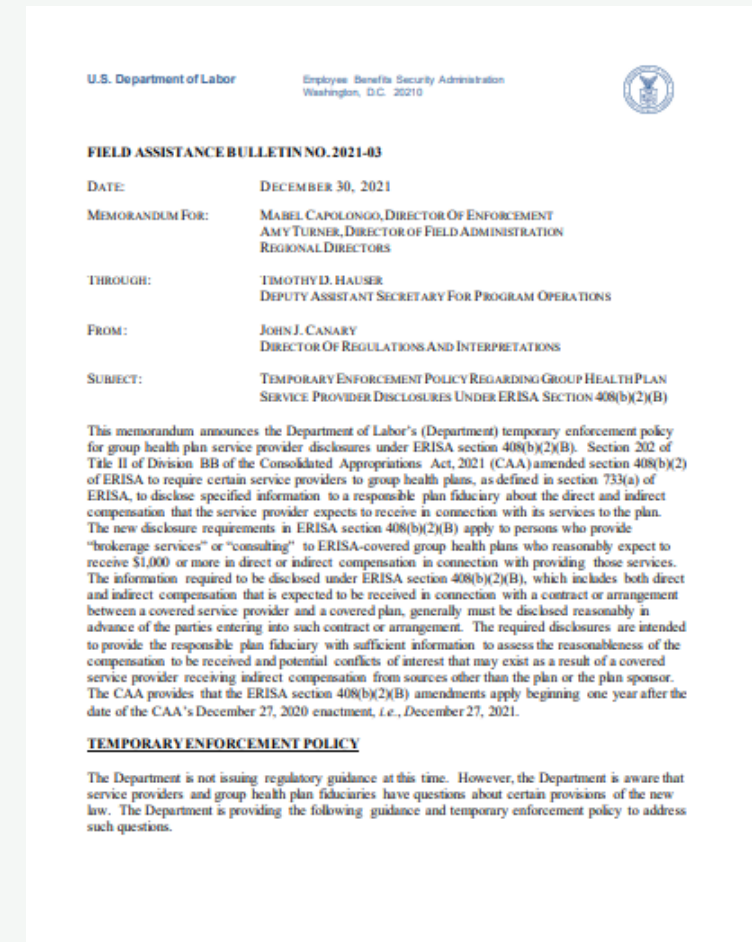 U.S. Department of Labor
Employee Benefits Security Administration
Washington, D.C. 20210
FIELD ASSISTANCE BULLETIN NO. 2021-03
DATE: DECEMBER 30, 2021
MEMORANDUM FOR: MABEL CAPOLONGO, DIRECTOR OF ENFORCEMENT
AMY TURNER, DIRECTOR OF FIELD ADMINISTRATION
REGIONAL DIRECTORS
THROUGH: TIMOTHY D. HAUSER
DEPUTY ASSISTANT SECRETARY FOR PROGRAM OPERATIONS
FROM: JOHN J. CANARY
DIRECTOR OF REGULATIONS AND INTERPRETATIONS
SUBJECT: TEMPORARY ENFORCEMENT POLICY REGARDING GROUP HEALTH PLAN
SERVICE PROVIDER DISCLOSURES UNDER ERISA SECTION 408(b)(2)(B)
This memorandum announces the Department of Labor's (Department) temporary enforcement policy
for group health plan service provider disclosures under ERISA section 408(b)(2)(B). Section 202 of
Title II of Division BB of the Consolidated Appropriations Act, 2021 (CAA) amended section 408(b)(2)
of ERISA to require certain service providers to group health plans, as defined in section 733(a) of
ERISA, to disclose specified information to a responsible plan fiduciary about the direct and indirect
compensation that the service provider expects to receive in connection with its services to the plan.
The new disclosure requirements in ERISA section 408(b)(2)(B) apply to persons who provide
"brokerage services" or "consulting" to ERISA-covered group health plans who reasonably expect to
receive $1,000 or more in direct or indirect compensation in connection with providing those services.
The information required to be disclosed under ERISA section 408(b)(2)(B), which includes both direct
and indirect compensation that is expected to be received in connection with a contract or arrangement
between a covered service provider and a covered plan, generally must be disclosed reasonably in
advance of the parties entering into such contract or arrangement. The required disclosures are intended
to provide the responsible plan fiduciary with sufficient information to assess the reasonableness of the
compensation to be received and potential conflicts of interest that may exist as a result of a covered
service provider receiving indirect compensation from sources other than the plan or the plan sponsor.
The CAA provides that the ERISA section 408(b)(2)(B) amendments apply beginning one year after the
date of the CAA's December 27, 2020 enactment, i.e., December 27, 2021.
TEMPORARY ENFORCEMENT POLICY
The Department is not issuing regulatory guidance at this time. However, the Department is aware that
service providers and group health plan fiduciaries have questions about certain provisions of the new
law. The Department is providing the following guidance and temporary enforcement policy to address
such questions.